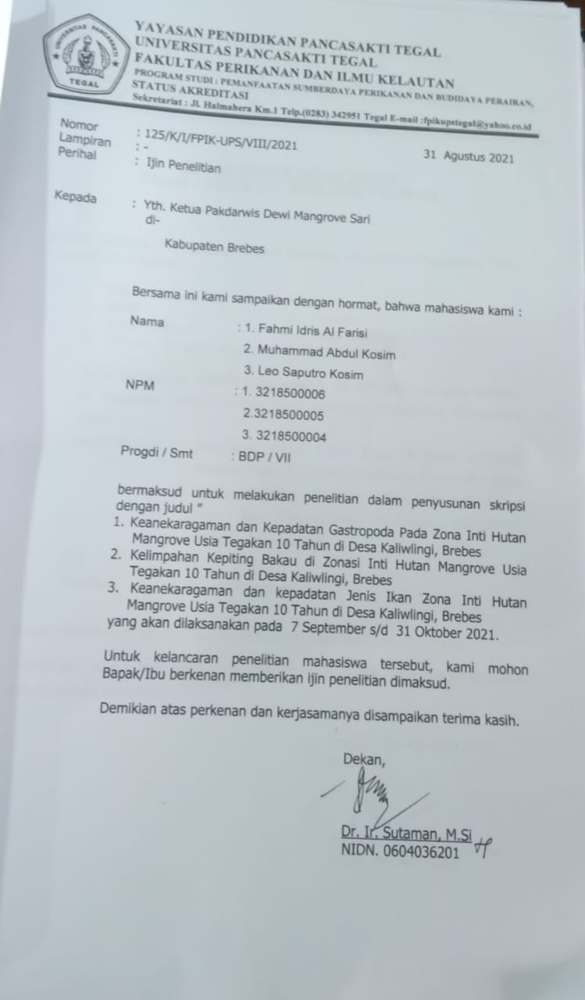 YAYASAN PENDIDIKAN PANCASAKTI TEGAL
UNIVERSITAS PANCASAKTI TEGAL
FAKULTAS PERIKANAN DAN ILMU KELAUTAN
PROGRAM STUDI : PEMANFAATAN SUMBERDAYA PERIKANAN DAN BUDIDAYA PERAIRAN,
STATUS AKREDITASI
Sekretariat : Jl. Halmahera Km.1 Telp.(0283) 342951 Tegal E-mail :fpikupstegal@yahoo.co.id
UNIVERSITAS PANCASAKTI
TEGAL
Nomor : 125/K/I/FPIK-UPS/VIII/2021 31 Agustus 2021
Lampiran : -
Perihal : Ijin Penelitian
Kepada : Yth. Ketua Pakdarwis Dewi Mangrove Sari
di-
Kabupaten Brebes
Bersama ini kami sampaikan dengan hormat, bahwa mahasiswa kami :
Nama : 1. Fahmi Idris Al Farisi
2. Muhammad Abdul Kosim
3. Leo Saputro Kosim
NPM : 1. 3218500006
2.3218500005
3. 3218500004
Progdi / Smt : BDP / VII
bermaksud untuk melakukan penelitian dalam penyusunan skripsi
dengan judul "
1. Keanekaragaman dan Kepadatan Gastropoda Pada Zona Inti Hutan
Mangrove Usia Tegakan 10 Tahun di Desa Kaliwlingi, Brebes
2. Kelimpahan Kepiting Bakau di Zonasi Inti Hutan Mangrove Usia
Tegakan 10 Tahun di Desa Kaliwlingi, Brebes
3. Keanekaragaman dan kepadatan Jenis Ikan Zona Inti Hutan
Mangrove Usia Tegakan 10 Tahun di Desa Kaliwlingi, Brebes
yang akan dilaksanakan pada 7 September s/d 31 Oktober 2021.
Untuk kelancaran penelitian mahasiswa tersebut, kami mohon
Bapak/Ibu berkenan memberikan ijin penelitian dimaksud.
Demikian atas perkenan dan kerjasamanya disampaikan terima kasih.
Dekan,
Dr. Ir. Sutaman, M.Si
NIDN. 0604036201